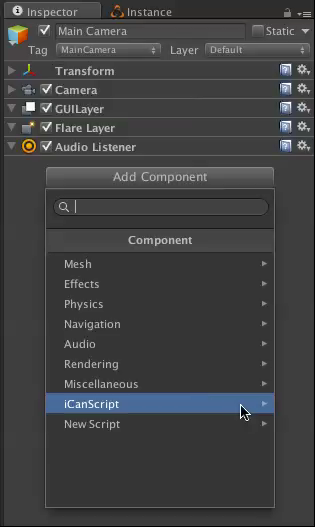 Inspector Instance
Main Camera Static
Tag MainCamera Layer Default
Transform
Camera
GUILayer
Flare Layer
Audio Listener
Add Component
Component
Mesh
Effects
Physics
Navigation
Audio
Rendering
Miscellaneous
iCanScript
New Script